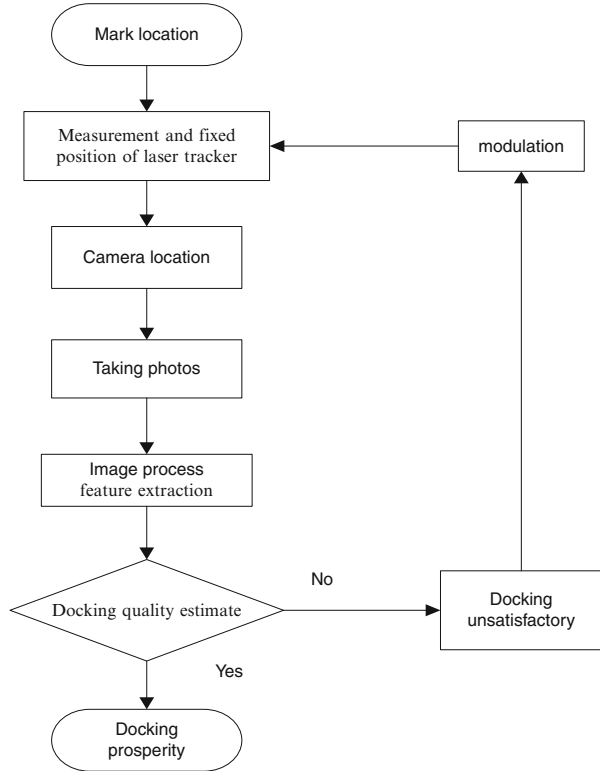 Mark location
Measurement and fixed
position of laser tracker
modulation
Camera location
Taking photos
Image process
feature extraction
Docking quality estimate
No
Docking
unsatisfactory
Yes
Docking
prosperity